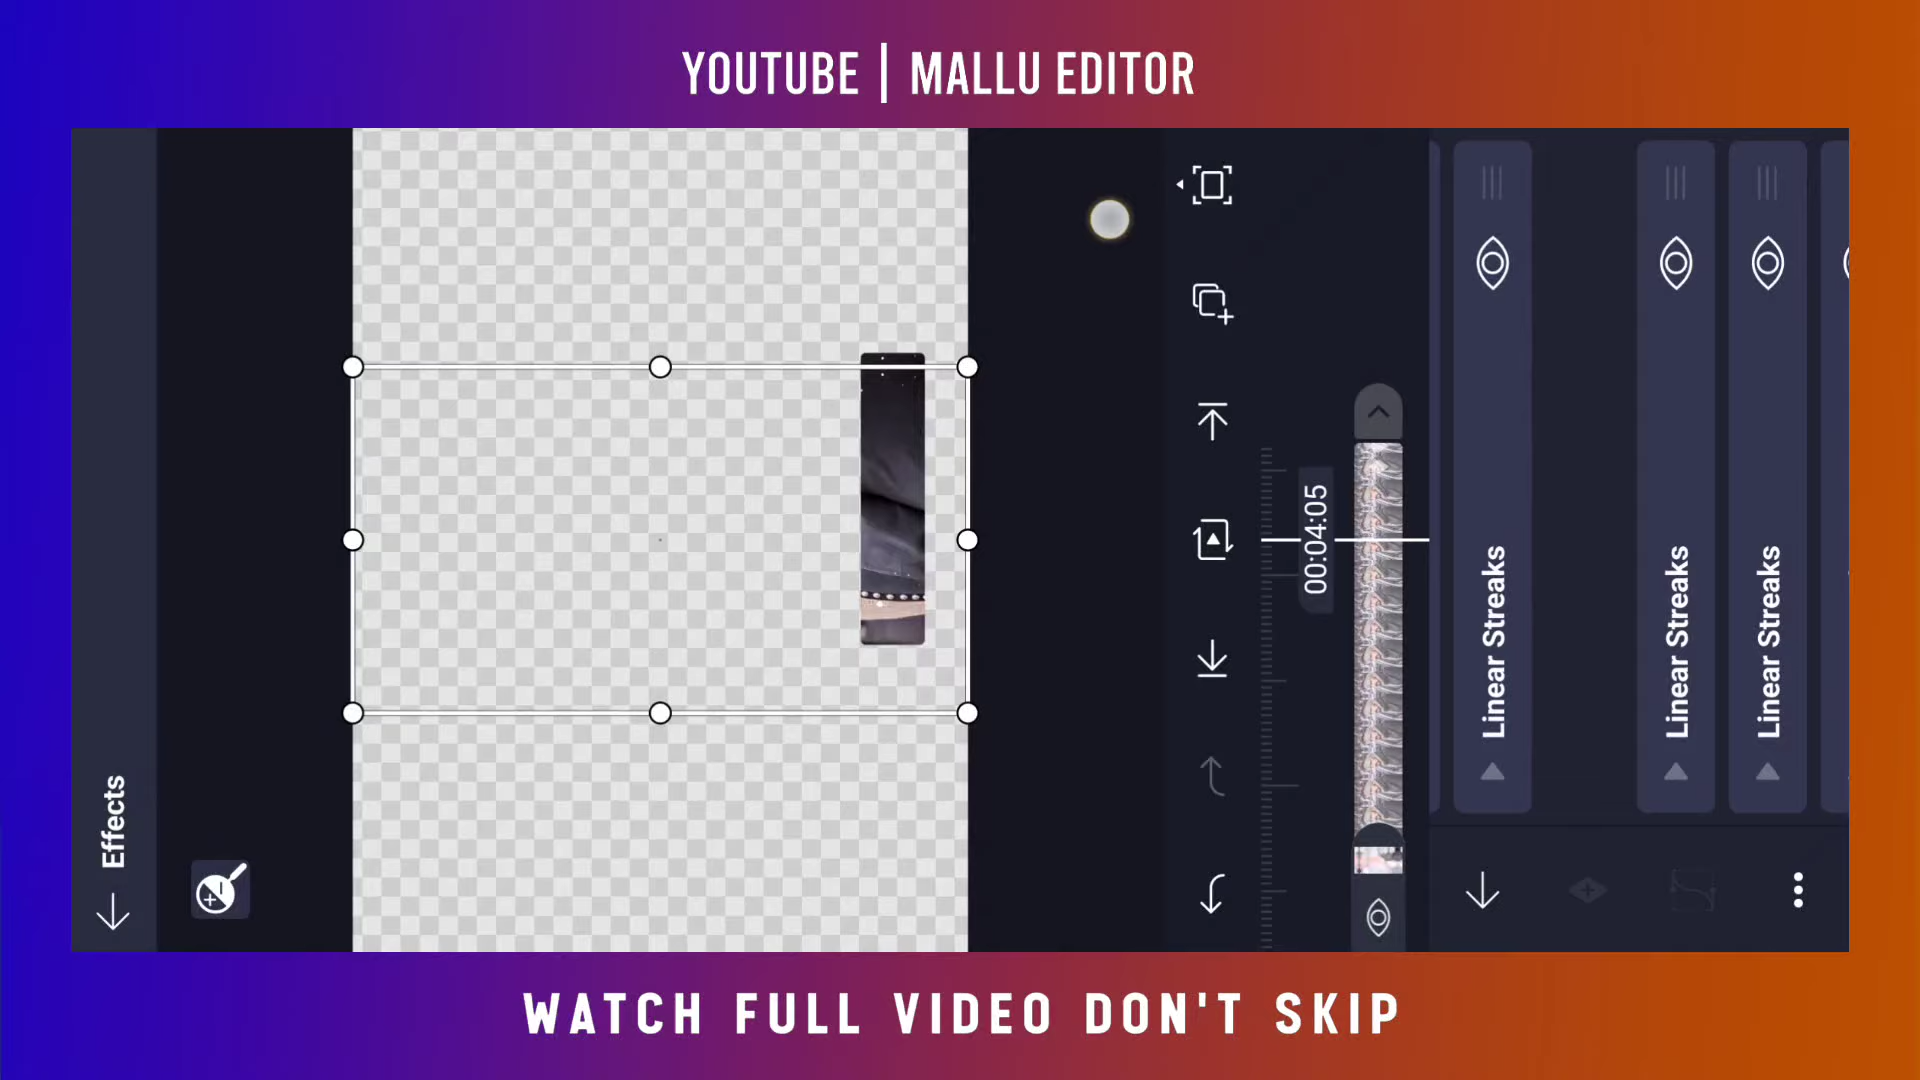 YOUTUBE | MALLU EDITOR
Effects
00:04:05
Linear Streaks
Linear Streaks
Linear Streaks
WATCH FULL VIDEO DON'T SKIP